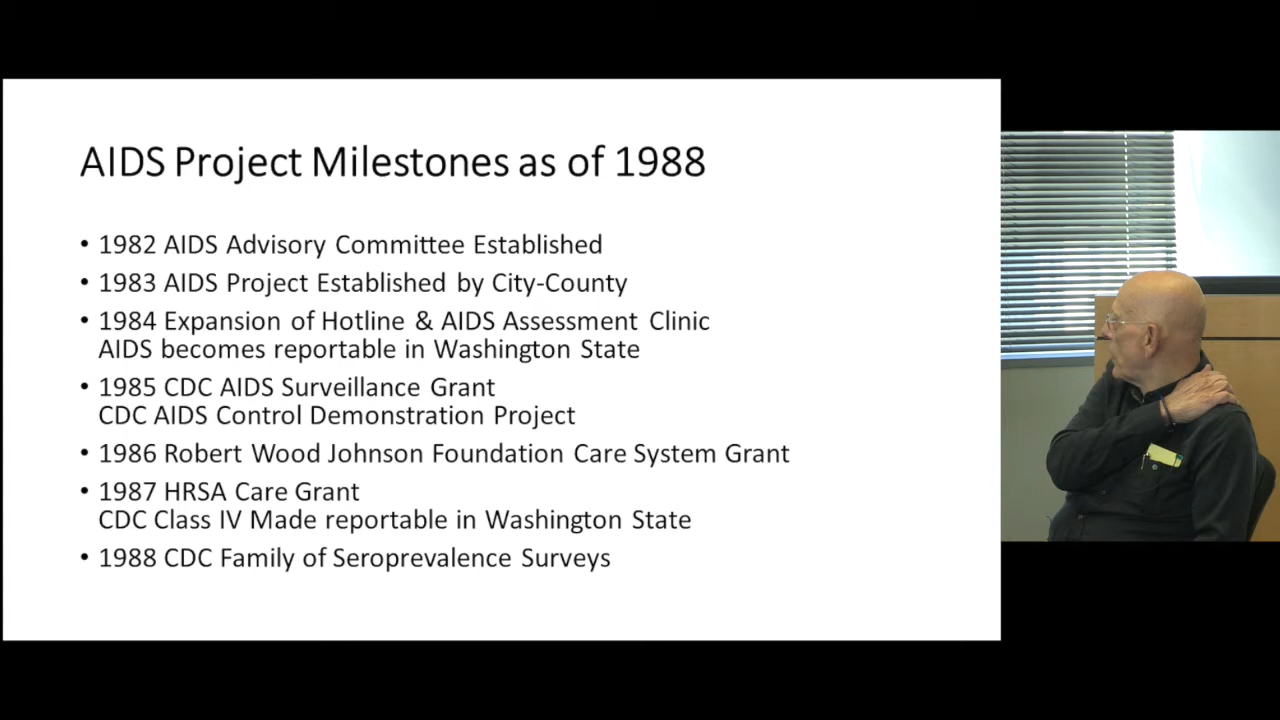 AIDS Project Milestones as of 1988
• 1982 AIDS Advisory Committee Established
• 1983 AIDS Project Established by City-County
• 1984 Expansion of Hotline & AIDS Assessment Clinic
AIDS becomes reportable in Washington State
• 1985 CDC AIDS Surveillance Grant
CDC AIDS Control Demonstration Project
• 1986 Robert Wood Johnson Foundation Care System Grant
• 1987 HRSA Care Grant
CDC Class IV Made reportable in Washington State
• 1988 CDC Family of Seroprevalence Surveys